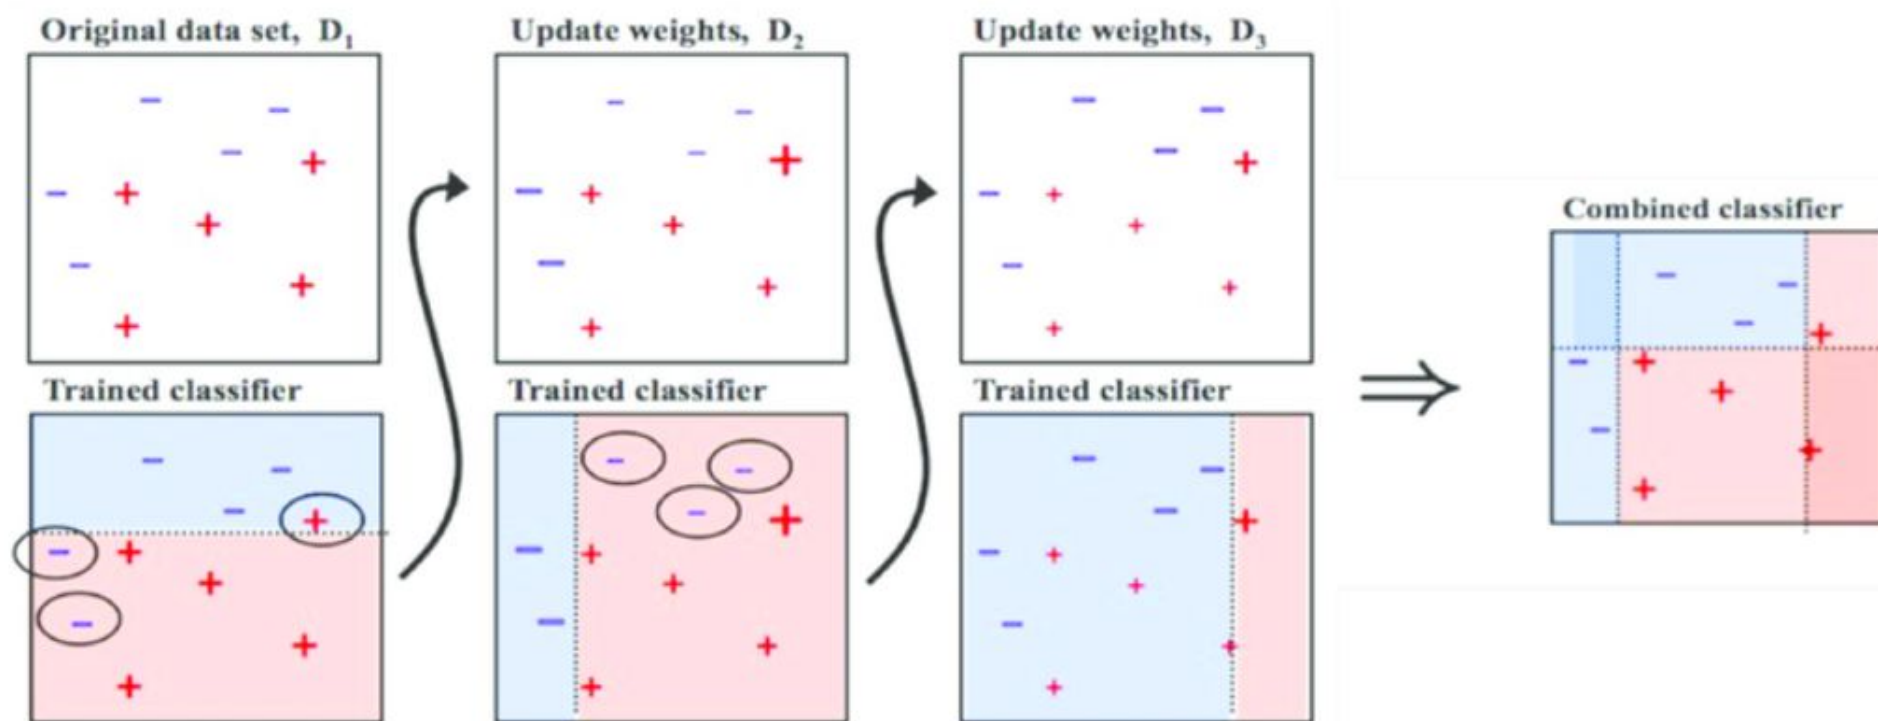 Original data set, D₁
Update weights, D₂
Update weights, D₃
Trained classifier
Trained classifier
Trained classifier
Combined classifier